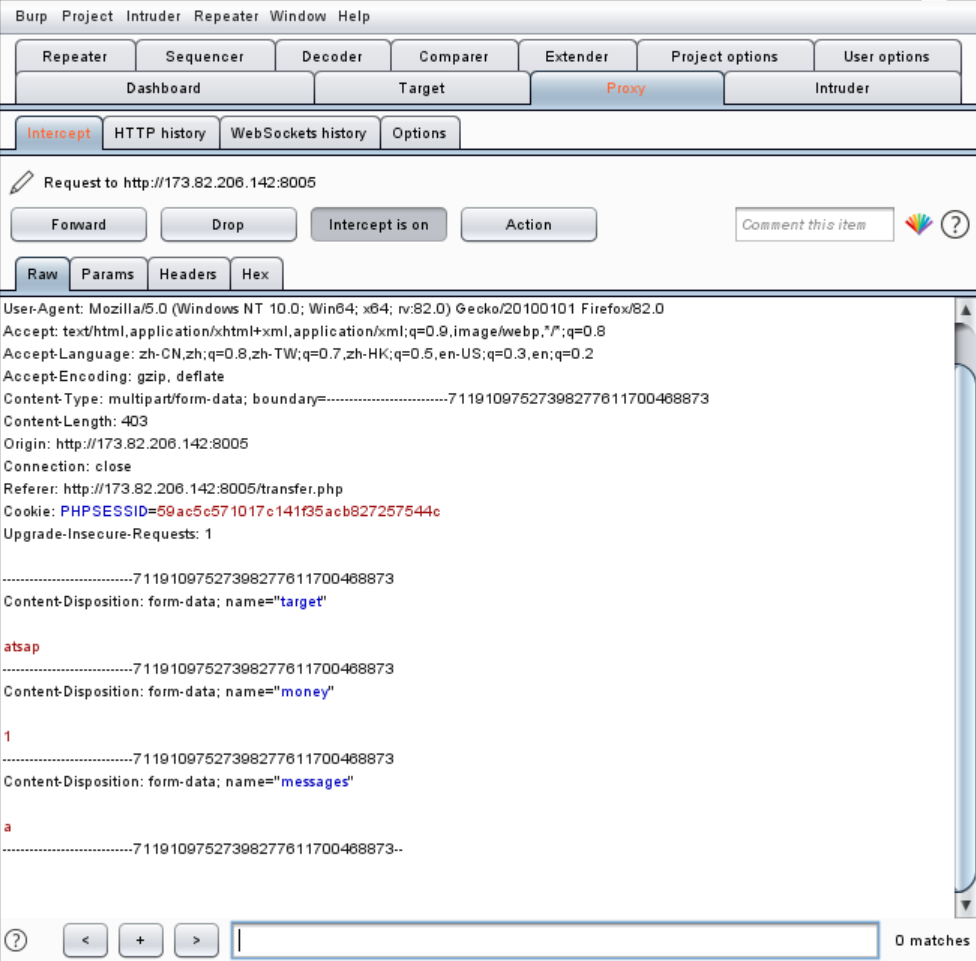 Burp Project Intruder Repeater Window Help
Repeater Sequencer Decoder Comparer Extender Project options User options
Dashboard Target Proxy Intruder
Intercept HTTP history WebSockets history Options
Request to http://173.82.206.142:8005
Forward Drop Intercept is on Action Comment this item ?
Raw Params Headers Hex
User-Agent: Mozilla/5.0 (Windows NT 10.0; Win64; x64; rv:82.0) Gecko/20100101 Firefox/82.0
Accept: text/html,application/xhtml+xml,application/xml;q=0.9,image/webp,*/*;q=0.8
Accept-Language: zh-CN,zh;q=0.8,zh-TW;q=0.7,zh-HK;q=0.5,en-US;q=0.3,en;q=0.2
Accept-Encoding: gzip, deflate
Content-Type: multipart/form-data; boundary=---------------------------71191097527398277611700468873
Content-Length: 403
Origin: http://173.82.206.142:8005
Connection: close
Referer: http://173.82.206.142:8005/transfer.php
Cookie: PHPSESSID=59ac5c571017c141f35acb827257544c
Upgrade-Insecure-Requests: 1
-----------------------------71191097527398277611700468873
Content-Disposition: form-data; name="target"
atsap
-----------------------------71191097527398277611700468873
Content-Disposition: form-data; name="money"
1
-----------------------------71191097527398277611700468873
Content-Disposition: form-data; name="messages"
a
-----------------------------71191097527398277611700468873--
? < + > 0 matches